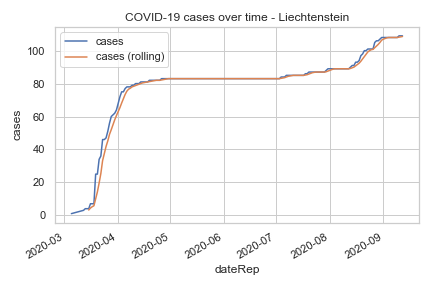 COVID-19 cases over time - Liechtenstein
cases
cases (rolling)
100
80
60
40
20
0
cases
2020-03
2020-04
2020-05
2020-06
2020-07
2020-08
2020-09
dateRep